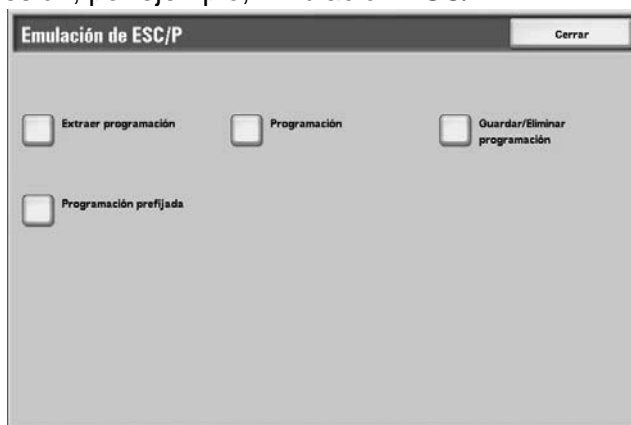 Emulación de ESC/P
Cerrar
Extraer programación
Programación
Guardar/Eliminar
programación
Programación prefijada